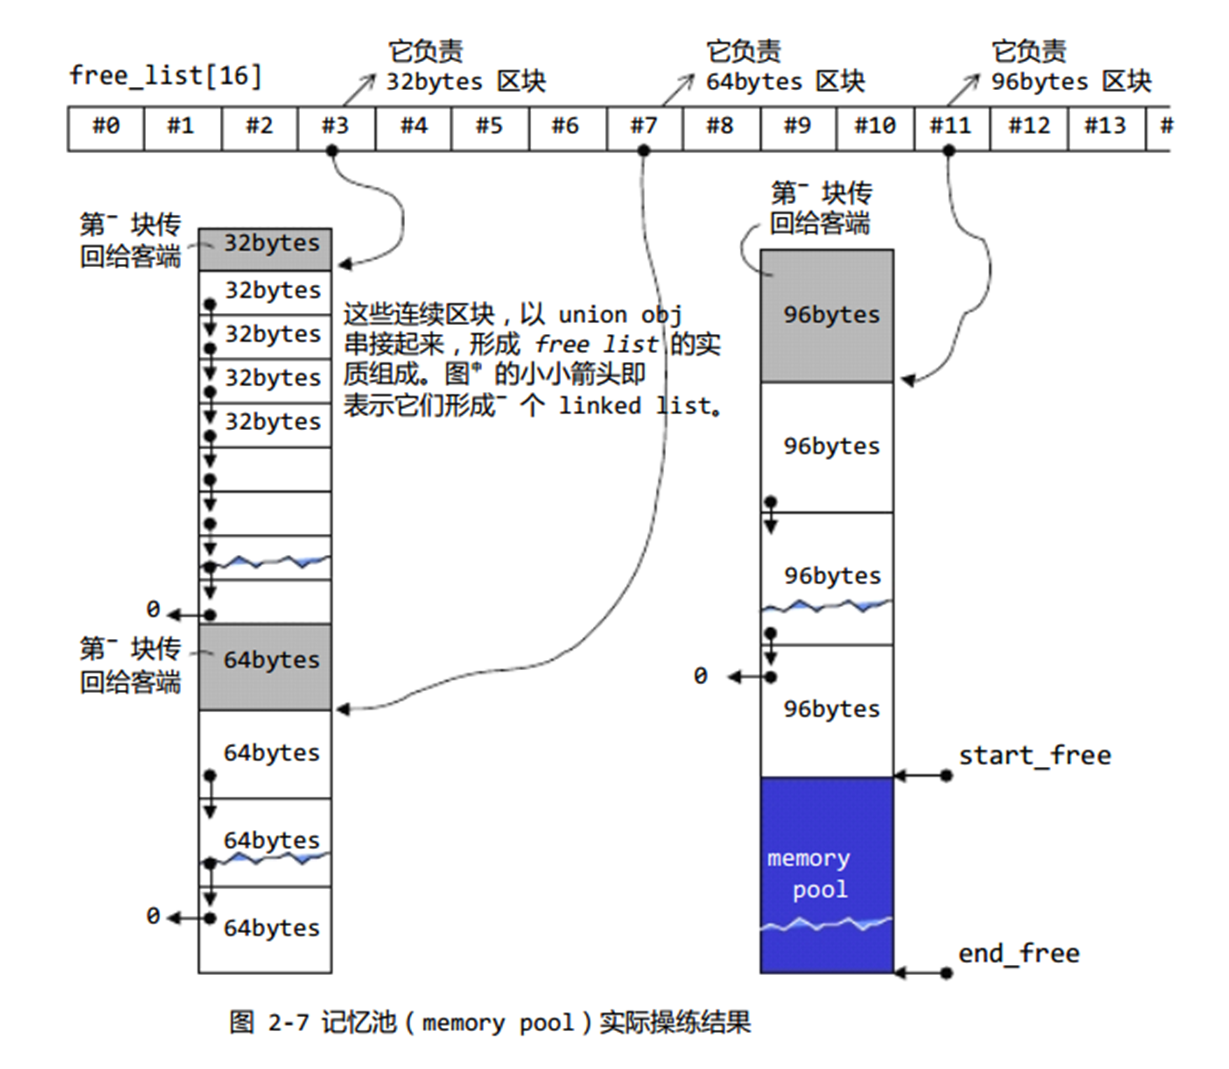 它负责
32bytes 区块
它负责
64bytes 区块
它负责
96bytes 区块
free_list[16]
#0 #1 #2 #3 #4 #5 #6 #7 #8 #9 #10 #11 #12 #13 #
第一 块传
回给客端
32bytes
32bytes
32bytes
32bytes
32bytes
0
这些连续区块，以 union obj
串接起来，形成 free list 的实
质组成。图中 的小小箭头即
表示它们形成一 个 linked list。
第一 块传
回给客端
64bytes
64bytes
64bytes
64bytes
0
第一 块传
回给客端
96bytes
96bytes
96bytes
96bytes
0
start_free
memory
pool
end_free
图 2-7 记忆池（memory pool）实际操练结果